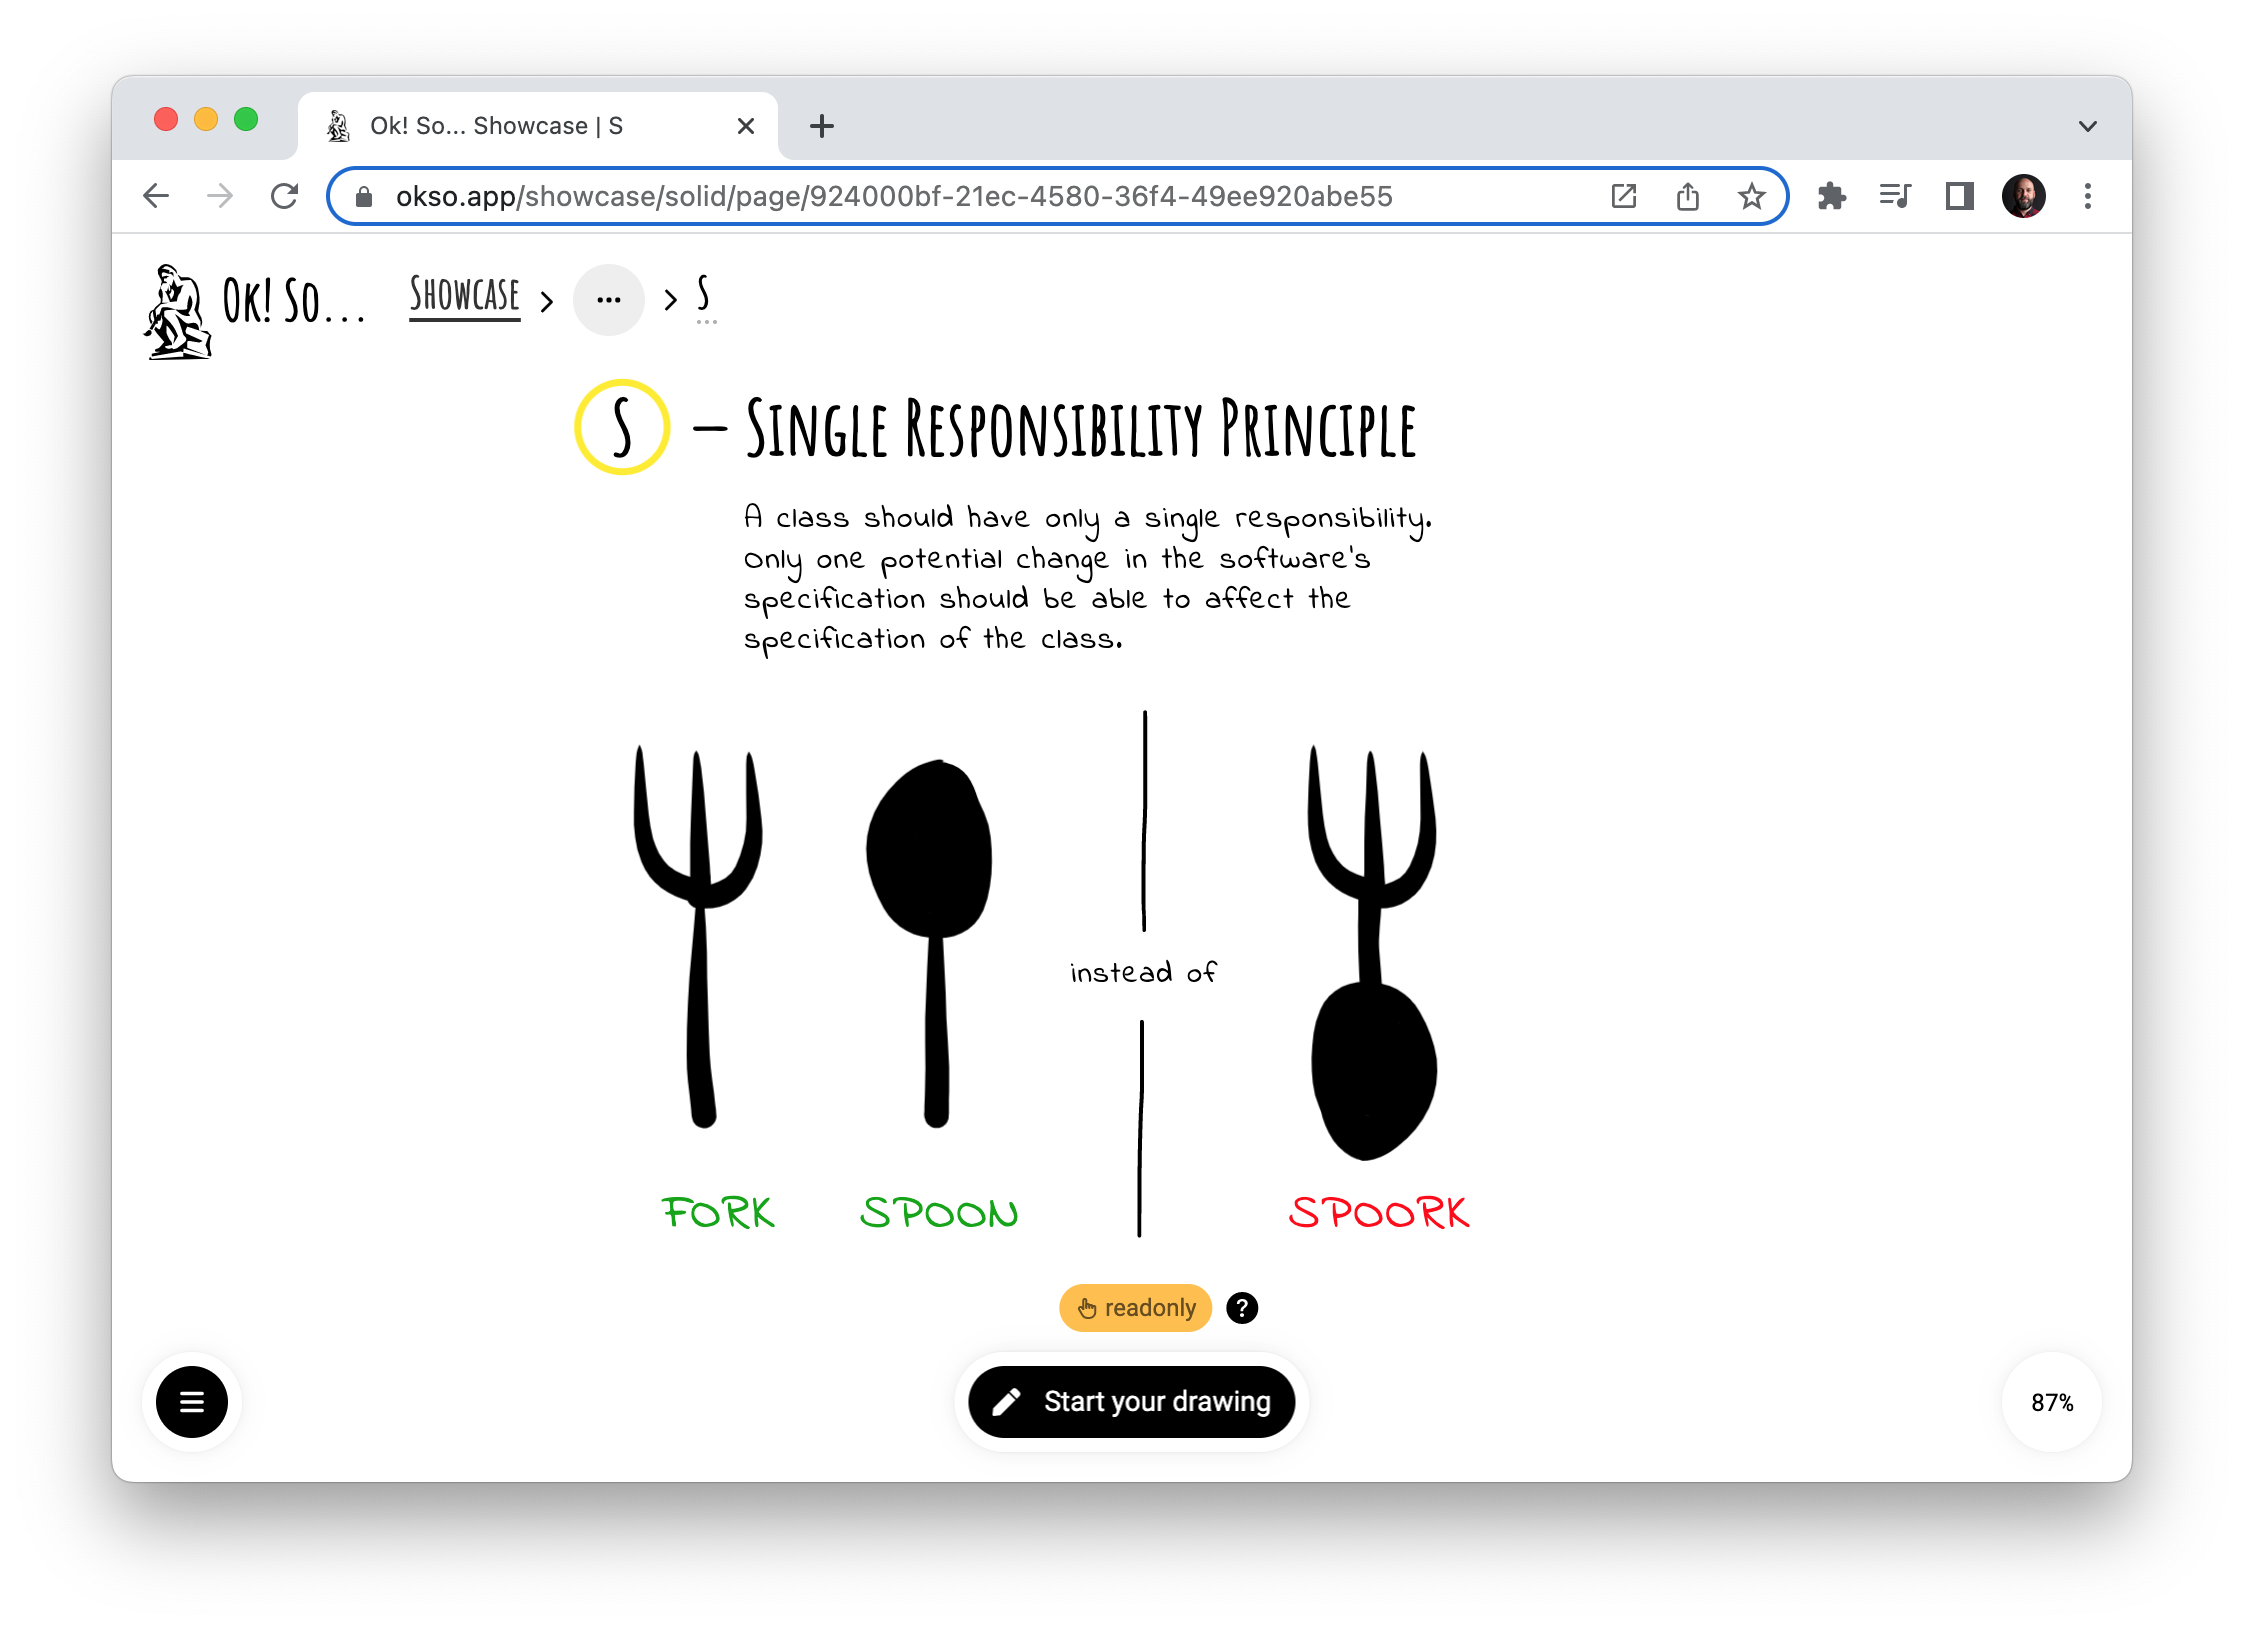 Ok! So... Showcase | S
okso.app/showcase/solid/page/924000bf-21ec-4580-36f4-49ee920abe55
Ok! So...
Showcase > ... > S
S – Single Responsibility Principle
A class should have only a single responsibility.
Only one potential change in the software's
specification should be able to affect the
specification of the class.
instead of
FORK SPOON SPOORK
readonly ?
Start your drawing
87%